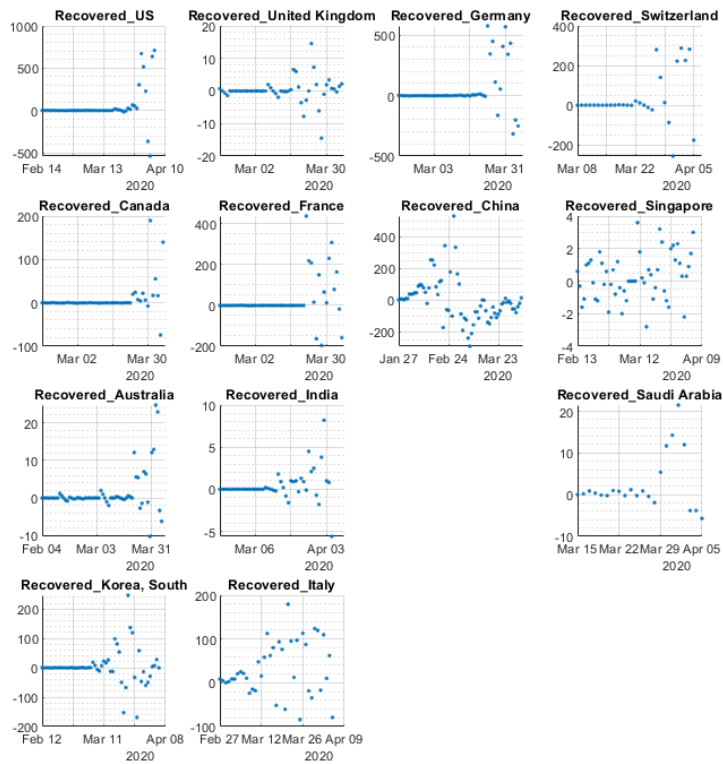 Recovered_US
1000
500
0
-500
Feb 14 Mar 13 Apr 10
2020
Recovered_United Kingdom
20
10
0
-10
20
Mar 02 Mar 30
2020
Recovered_Germany
500
0
-500
Mar 03 Mar 31
2020
Recovered_Switzerland
400
200
0
-200
Mar 08 Mar 22 Apr 05
2020
Recovered_Canada
200
100
0
-100
Mar 02 Mar 30
2020
Recovered_France
400
200
0
-200
Mar 02 Mar 30
2020
Recovered_China
400
200
0
-200
Jan 27 Feb 24 Mar 23
2020
Recovered_Singapore
4
2
0
-2
-4
Feb 13 Mar 12 Apr 09
2020
Recovered_Australia
20
10
0
-10
Feb 04 Mar 03 Mar 31
2020
Recovered_India
10
5
0
-5
Mar 06 Apr 03
2020
Recovered_Saudi Arabia
20
10
0
-10
Mar 15 Mar 22 Mar 29 Apr 05
2020
Recovered_Korea, South
200
100
0
-100
-200
Feb 12 Mar 11 Apr 08
2020
Recovered_Italy
200
100
0
-100
Feb 27 Mar 12 Mar 26 Apr 09
2020